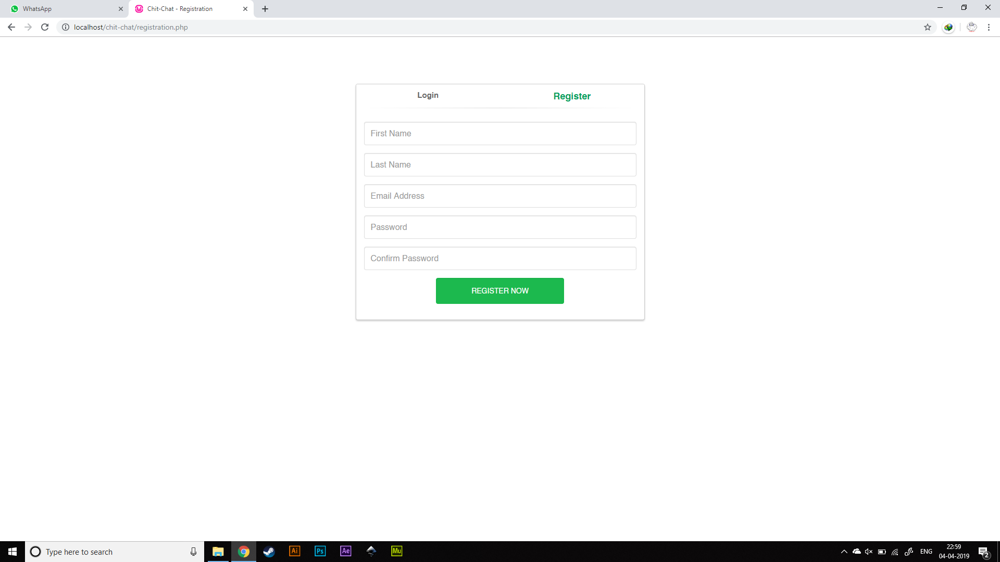 WhatsApp
Chit-Chat - Registration
localhost/chit-chat/registration.php
Login
Register
First Name
Last Name
Email Address
Password
Confirm Password
REGISTER NOW
Type here to search
Ai
Ps
Ae
Mu
ENG
22:59
04-04-2019
2